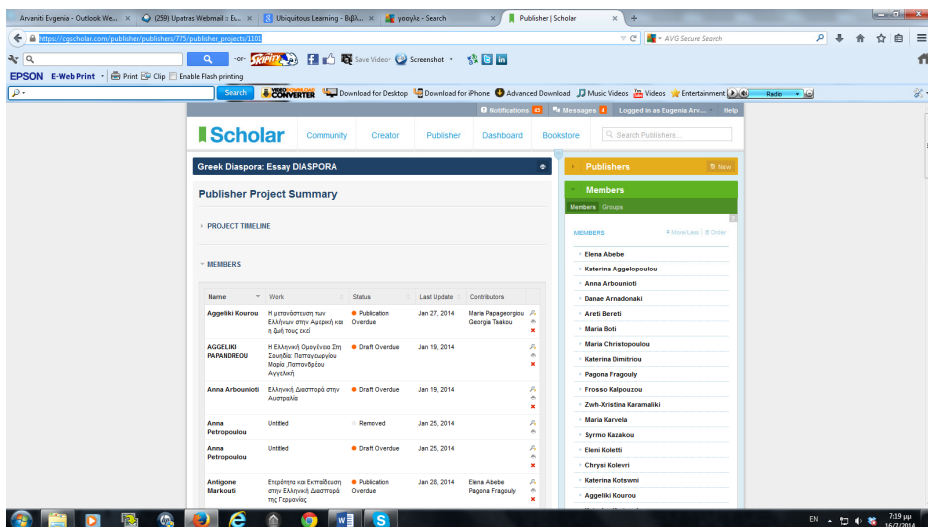 Arvaniti Evgenia - Outlook We... × (259) Upatras Webmail :: Ει... × Ubiquitous Learning - Βιβλ... × γοογλε - Search × Publisher | Scholar × +
https://cgscholar.com/publisher/publishers/775/publisher_projects/1101
AVG Secure Search
-or- Save Video Screenshot
EPSON E-Web Print Print Clip Enable Flash printing
Search CONVERTER Download for Desktop Download for iPhone Advanced Download Music Videos Videos Entertainment Radio
Notifications Messages Logged in as Eugenia Arv... Help
Scholar Community Creator Publisher Dashboard Bookstore Search Publishers...
Greek Diaspora: Essay DIASPORA
Publisher Project Summary
PROJECT TIMELINE
MEMBERS
Name Work Status Last Update Contributors
Aggeliki Kourou Η μετανάστευση των Ελλήνων στην Αμερική και η ζωή τους εκεί Publication Overdue Jan 27, 2014 Maria Papageorgiou Georgia Tsakou
AGGELIKI PAPANDREOU Η Ελληνική Ομογένεια Στη Σουηδία: Παπαγεωργίου Μαρία ,Παπανδρέου Αγγελική Draft Overdue Jan 19, 2014
Anna Arbounioti Ελληνική Διασπορά στην Αυστραλία Draft Overdue Jan 19, 2014
Anna Petropoulou Untitled Removed Jan 25, 2014
Anna Petropoulou Untitled Draft Overdue Jan 25, 2014
Antigone Markouti Ετερότητα και Εκπαίδευση στην Ελληνική Διασπορά της Γερμανίας Publication Overdue Jan 28, 2014 Elena Abebe Pagona Fragouly
Publishers New
Members
Members Groups
MEMBERS More/Less Order
Elena Abebe
Katerina Aggelopoulou
Anna Arbounioti
Danae Arnadonaki
Areti Bereti
Maria Boti
Maria Christopoulou
Katerina Dimitriou
Pagona Fragouly
Frosso Kalpouzou
Zwh-Xristina Karamaliki
Maria Karvela
Syrmo Kazakou
Eleni Koletti
Chrysi Kolevri
Katerina Kotswni
Aggeliki Kourou
EN 7:19 μμ
16/7/2014